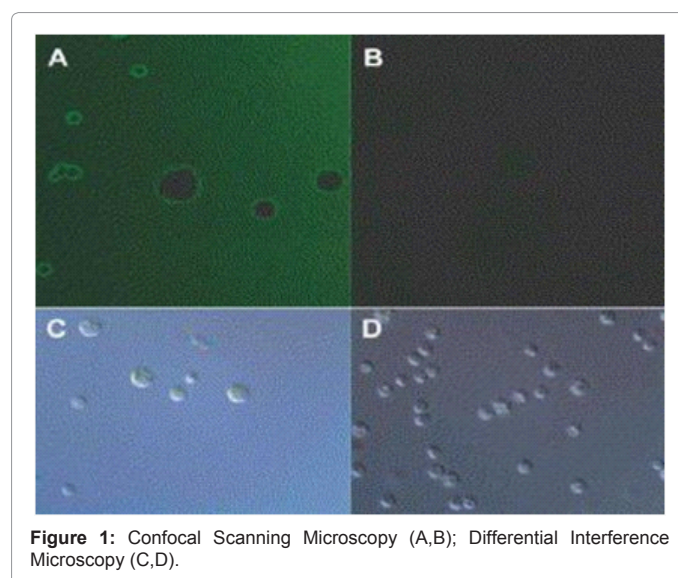 A
B
C
D
Figure 1: Confocal Scanning Microscopy (A,B); Differential Interference
Microscopy (C,D).